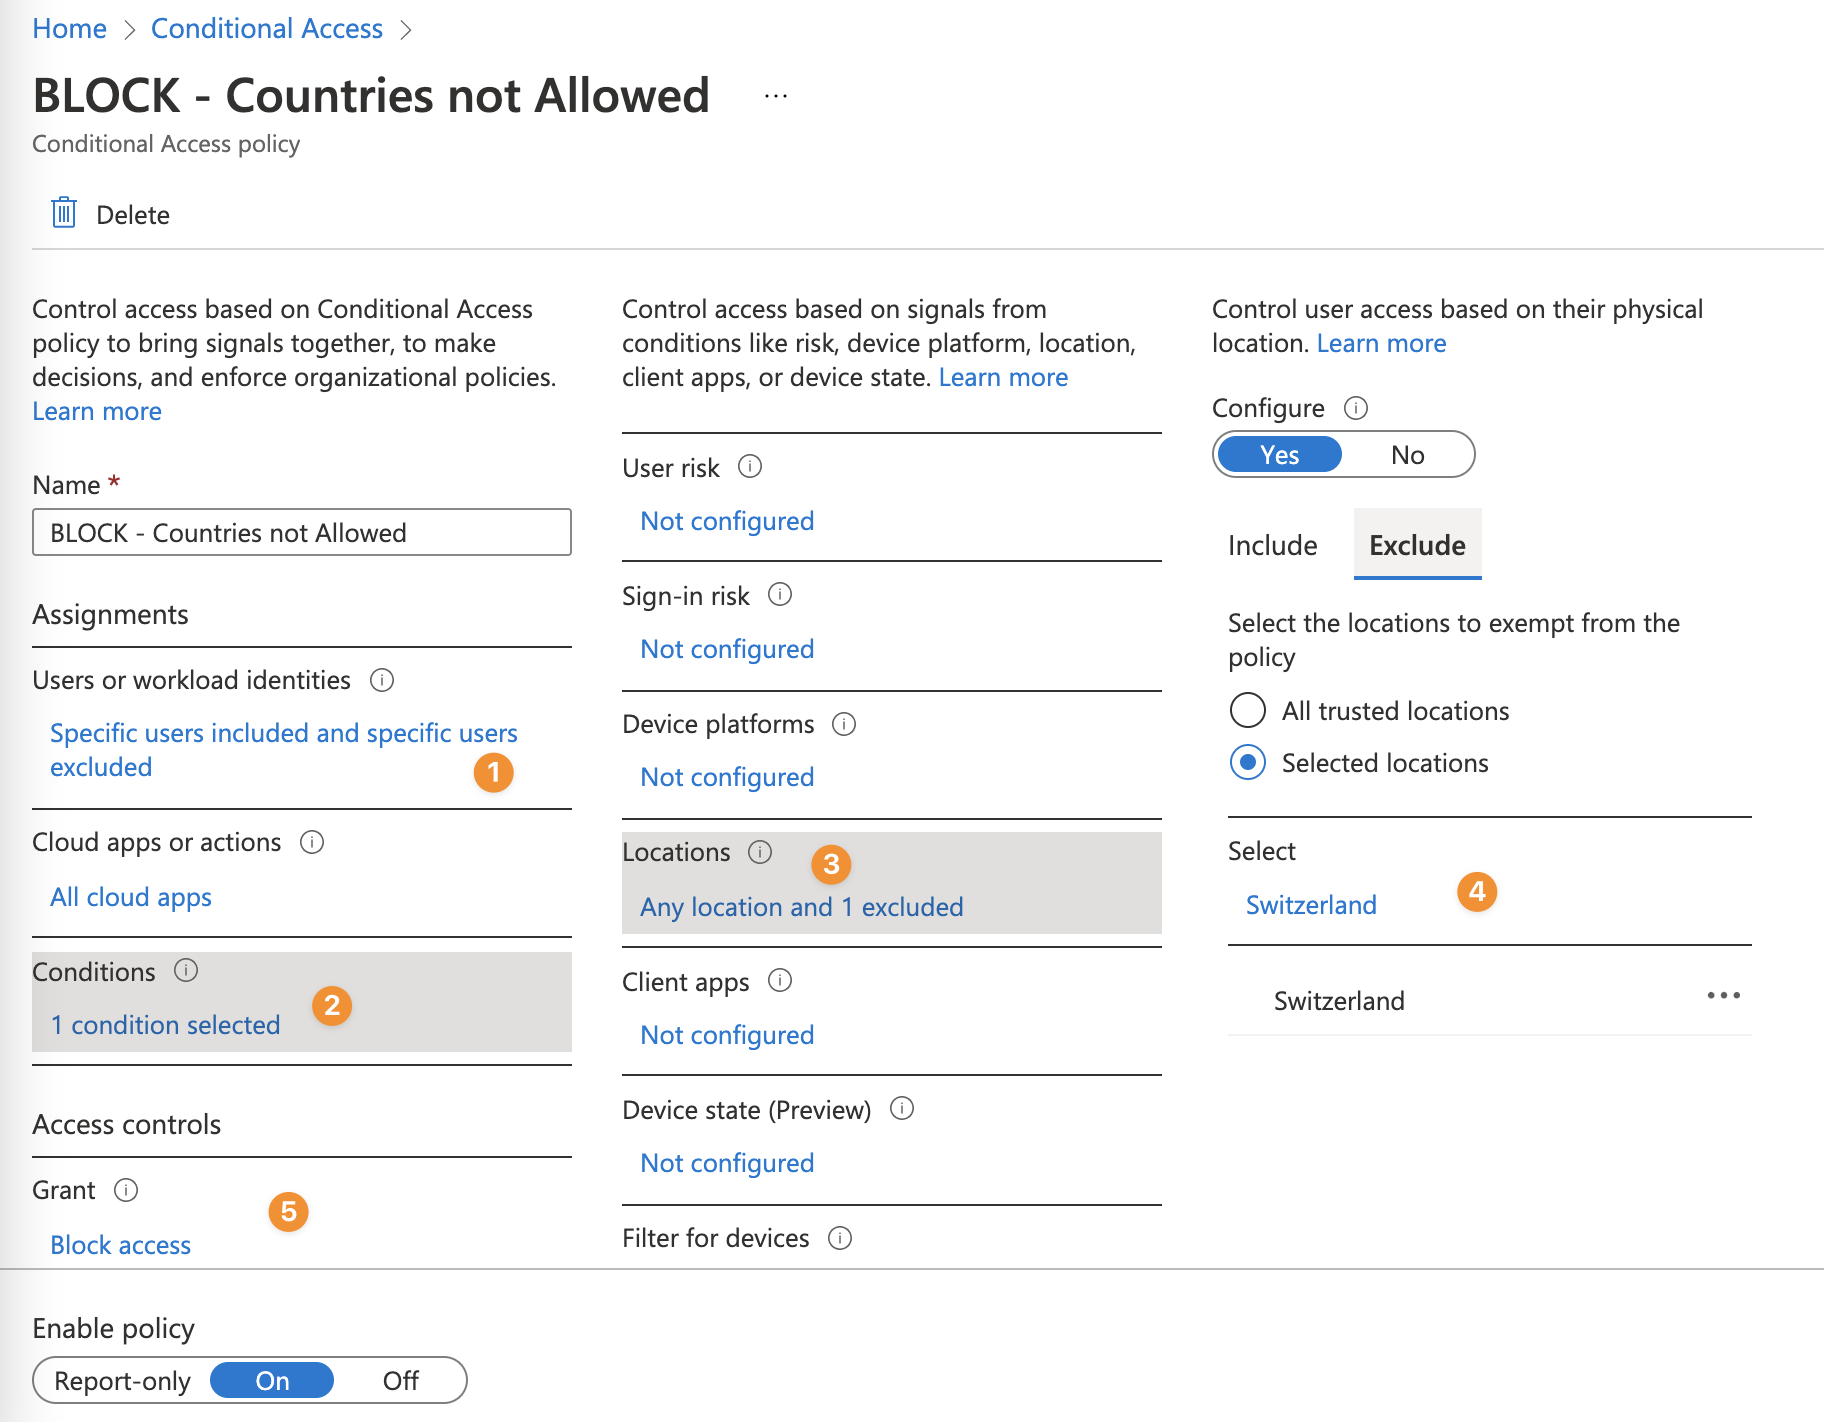 Home > Conditional Access >
BLOCK - Countries not Allowed ...
Conditional Access policy
Delete
Control access based on Conditional Access
policy to bring signals together, to make
decisions, and enforce organizational policies.
Learn more
Name *
BLOCK - Countries not Allowed
Assignments
Users or workload identities
Specific users included and specific users
excluded
1
Cloud apps or actions
All cloud apps
Conditions
2
1 condition selected
Access controls
Grant
5
Block access
Control access based on signals from
conditions like risk, device platform, location,
client apps, or device state. Learn more
User risk
Not configured
Sign-in risk
Not configured
Device platforms
Not configured
Locations
3
Any location and 1 excluded
Client apps
Not configured
Device state (Preview)
Not configured
Filter for devices
Control user access based on their physical
location. Learn more
Configure
Yes No
Include Exclude
Select the locations to exempt from the
policy
All trusted locations
Selected locations
Select
Switzerland
4
Switzerland
Enable policy
Report-only On Off